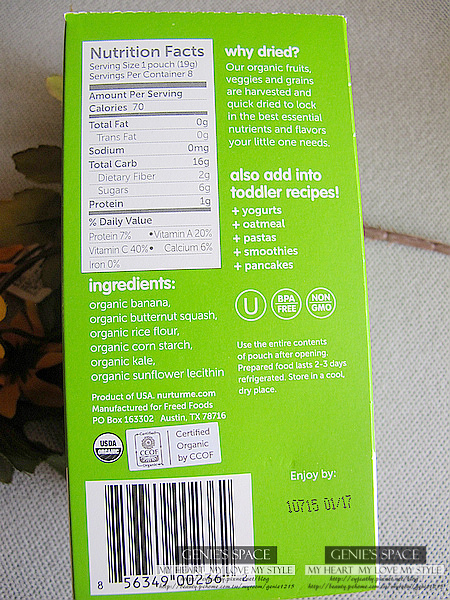 Nutrition Facts
Serving Size 1 pouch (19g)
Servings Per Container 8
Amount Per Serving
Calories 70
Total Fat 0g
Trans Fat 0g
Sodium 0mg
Total Carb 16g
Dietary Fiber 2g
Sugars 6g
Protein 1g
% Daily Value
Protein 7% • Vitamin A 20%
Vitamin C 40% • Calcium 6%
Iron 0%
why dried?
Our organic fruits,
veggies and grains
are harvested and
quick dried to lock
in the best essential
nutrients and flavors
your little one needs.
also add into
toddler recipes!
+ yogurts
+ oatmeal
+ pastas
+ smoothies
+ pancakes
ingredients:
organic banana,
organic butternut squash,
organic rice flour,
organic corn starch,
organic kale,
organic sunflower lecithin
U
BPA
FREE
NON
GMO
Use the entire contents
of pouch after opening.
Prepared food lasts 2-3 days
refrigerated. Store in a cool,
dry place.
Product of USA. nurturme.com
Manufactured for Freed Foods
PO Box 163302 Austin, TX 78716
USDA
ORGANIC
CCOF
Certified
Organic
by CCOF
Enjoy by:
10715 01/17
8 56349 00236
GENIE'S SPACE
MY HEART MY LOVE MY STYLE
GENIE'S SPACE
MY HEART MY LOVE MY STYLE